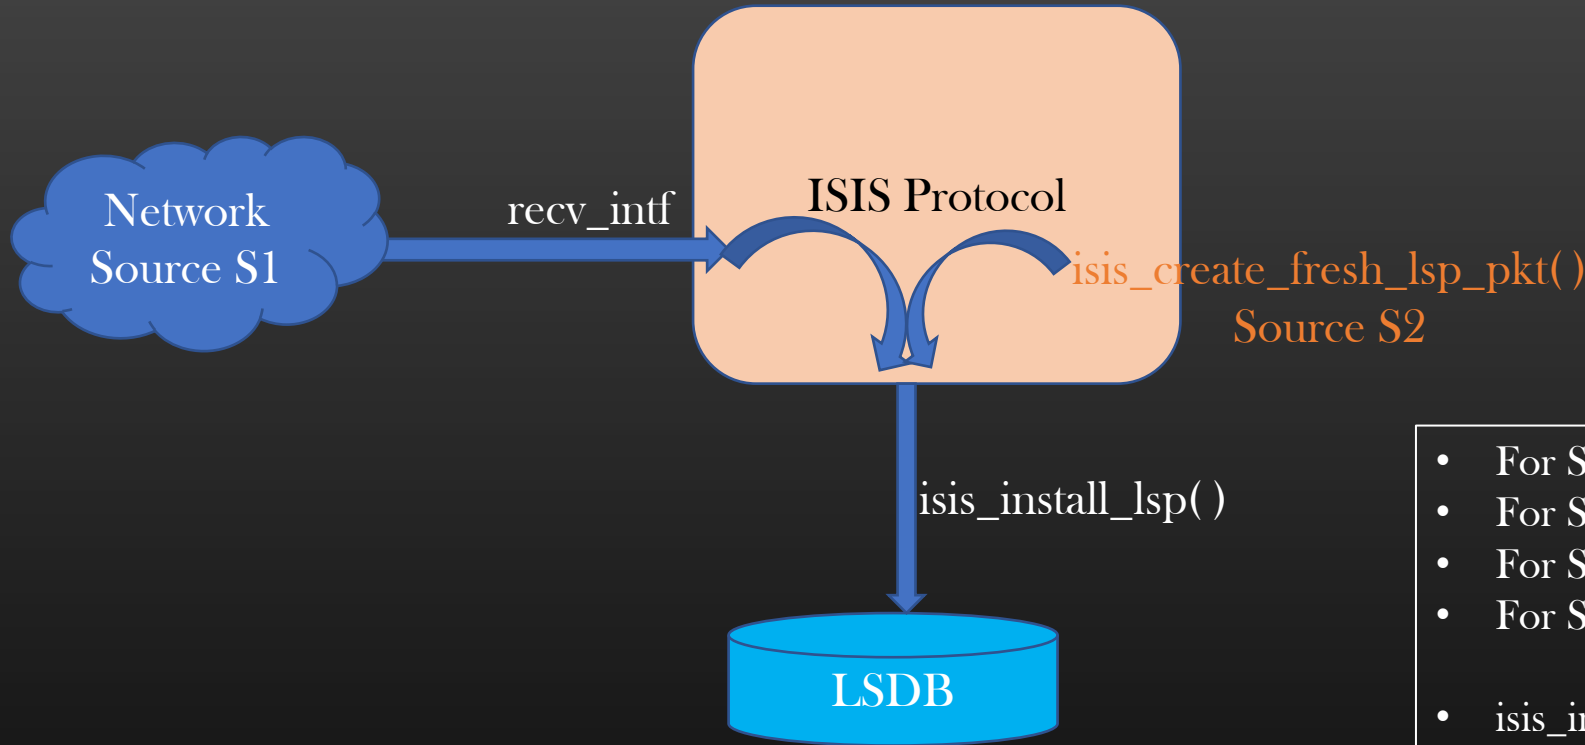 Network
Source S1
recv_intf
ISIS Protocol
isis_create_fresh_lsp_pkt( )
Source S2
isis_install_lsp( )
LSDB
• For
• For
• For
• For
•